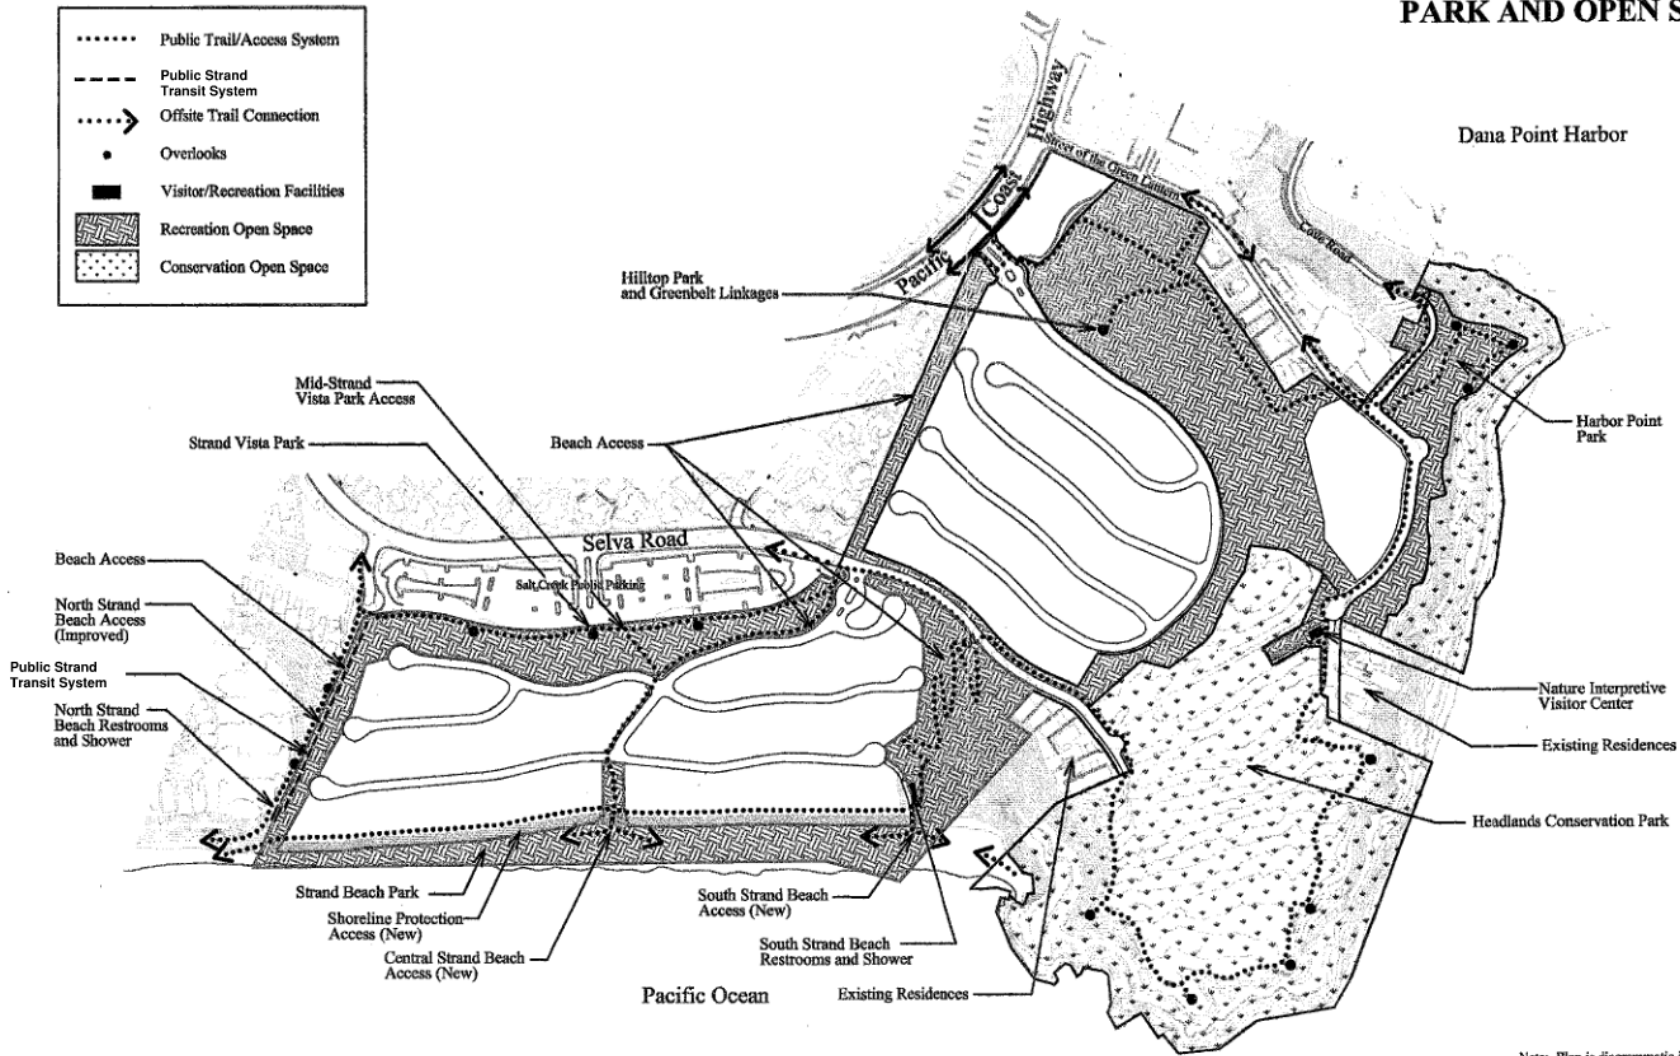 PARK AND OPEN S
Public Trail/Access System
Public Strand
Transit System
Offsite Trail Connection
Overlooks
Visitor/Recreation Facilities
Recreation Open Space
Conservation Open Space
Dana Point Harbor
Pacific Coast Highway
Street of the Green Lantern
Cove Road
Hilltop Park
and Greenbelt Linkages
Harbor Point
Park
Mid-Strand
Vista Park Access
Strand Vista Park
Beach Access
Selva Road
Salt Creek Public Parking
Beach Access
North Strand
Beach Access
(Improved)
Public Strand
Transit System
North Strand
Beach Restrooms
and Shower
Nature Interpretive
Visitor Center
Existing Residences
Headlands Conservation Park
Strand Beach Park
Shoreline Protection
Access (New)
Central Strand Beach
Access (New)
South Strand Beach
Access (New)
South Strand Beach
Restrooms and Shower
Existing Residences
Pacific Ocean